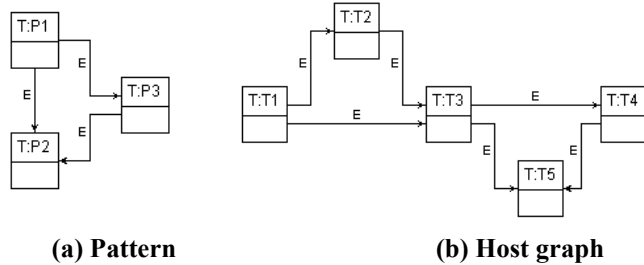 T:P1
E
E
T:P3
E
T:P2
T:T2
E
E
T:T1
T:T3
E
T:T4
E
E
E
T:T5
(a) Pattern
(b) Host graph